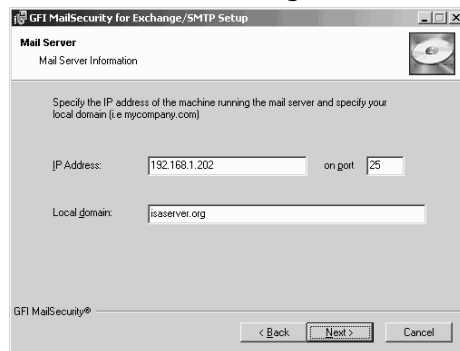 GFI MailSecurity for Exchange/SMTP Setup
Mail Server
Mail Server Information
Specify the IP address of the machine running the mail server and specify your
local domain (i.e mycompany.com)
IP Address: 192.168.1.202 on port 25
Local domain: isaserver.org
GFI MailSecurity®
< Back Next > Cancel